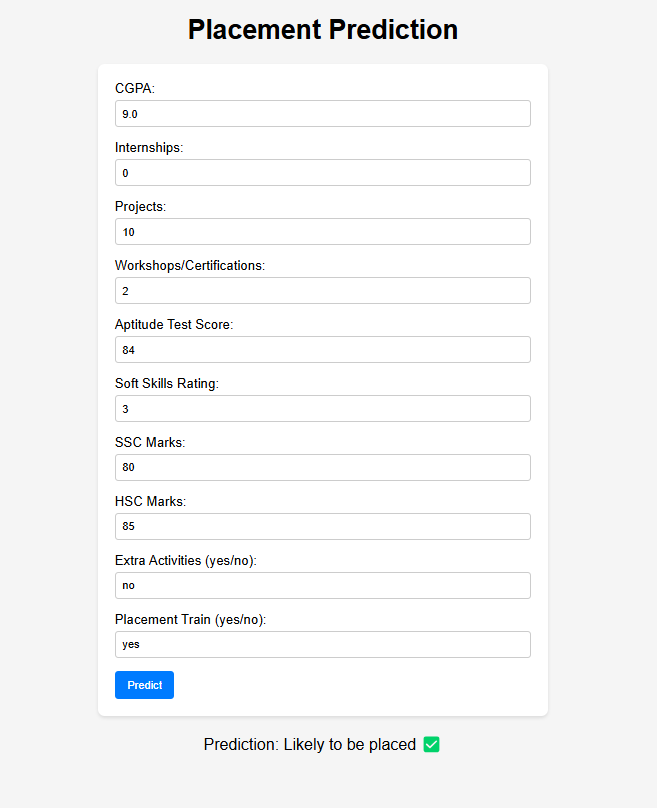 Placement Prediction
CGPA:
9.0
Internships:
0
Projects:
10
Workshops/Certifications:
2
Aptitude Test Score:
84
Soft Skills Rating:
3
SSC Marks:
80
HSC Marks:
85
Extra Activities (yes/no):
no
Placement Train (yes/no):
yes
Predict
Prediction: Likely to be placed ✅